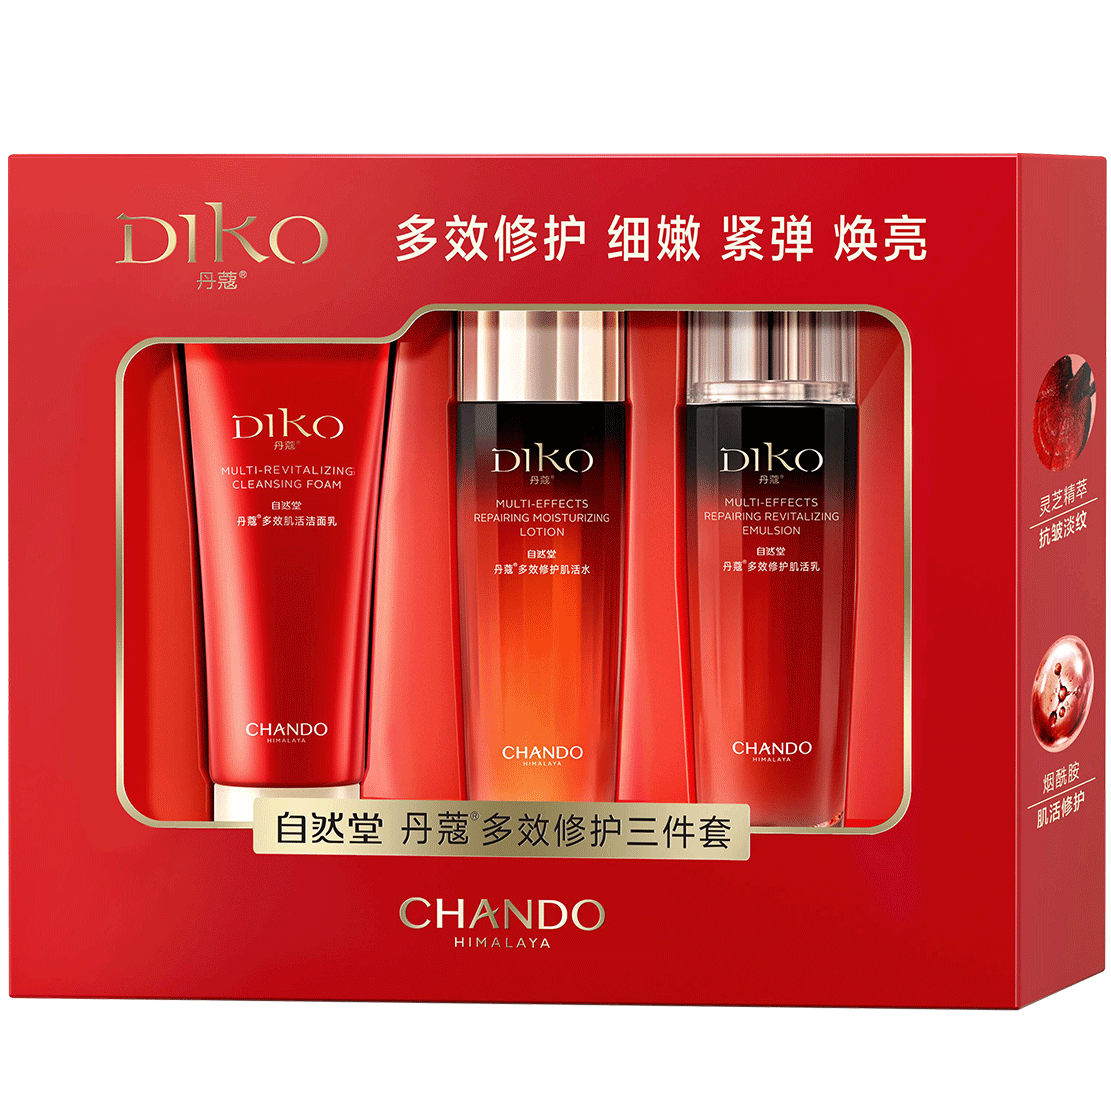 DIKO
丹蔻®
多效修护 细嫩 紧弹 焕亮
DIKO
丹蔻®
MULTI-REVITALIZING
CLEANSING FOAM
自然堂
丹蔻®多效肌活洁面乳
CHANDO
HIMALAYA
DIKO
丹蔻®
MULTI-EFFECTS
REPAIRING MOISTURIZING
LOTION
自然堂
丹蔻®多效修护肌活水
CHANDO
HIMALAYA
DIKO
丹蔻®
MULTI-EFFECTS
REPAIRING REVITALIZING
EMULSION
自然堂
丹蔻®多效修护肌活乳
CHANDO
HIMALAYA
自然堂 丹蔻®多效修护三件套
CHANDO
HIMALAYA
灵芝精萃
抗皱淡纹
烟酰胺
肌活修护